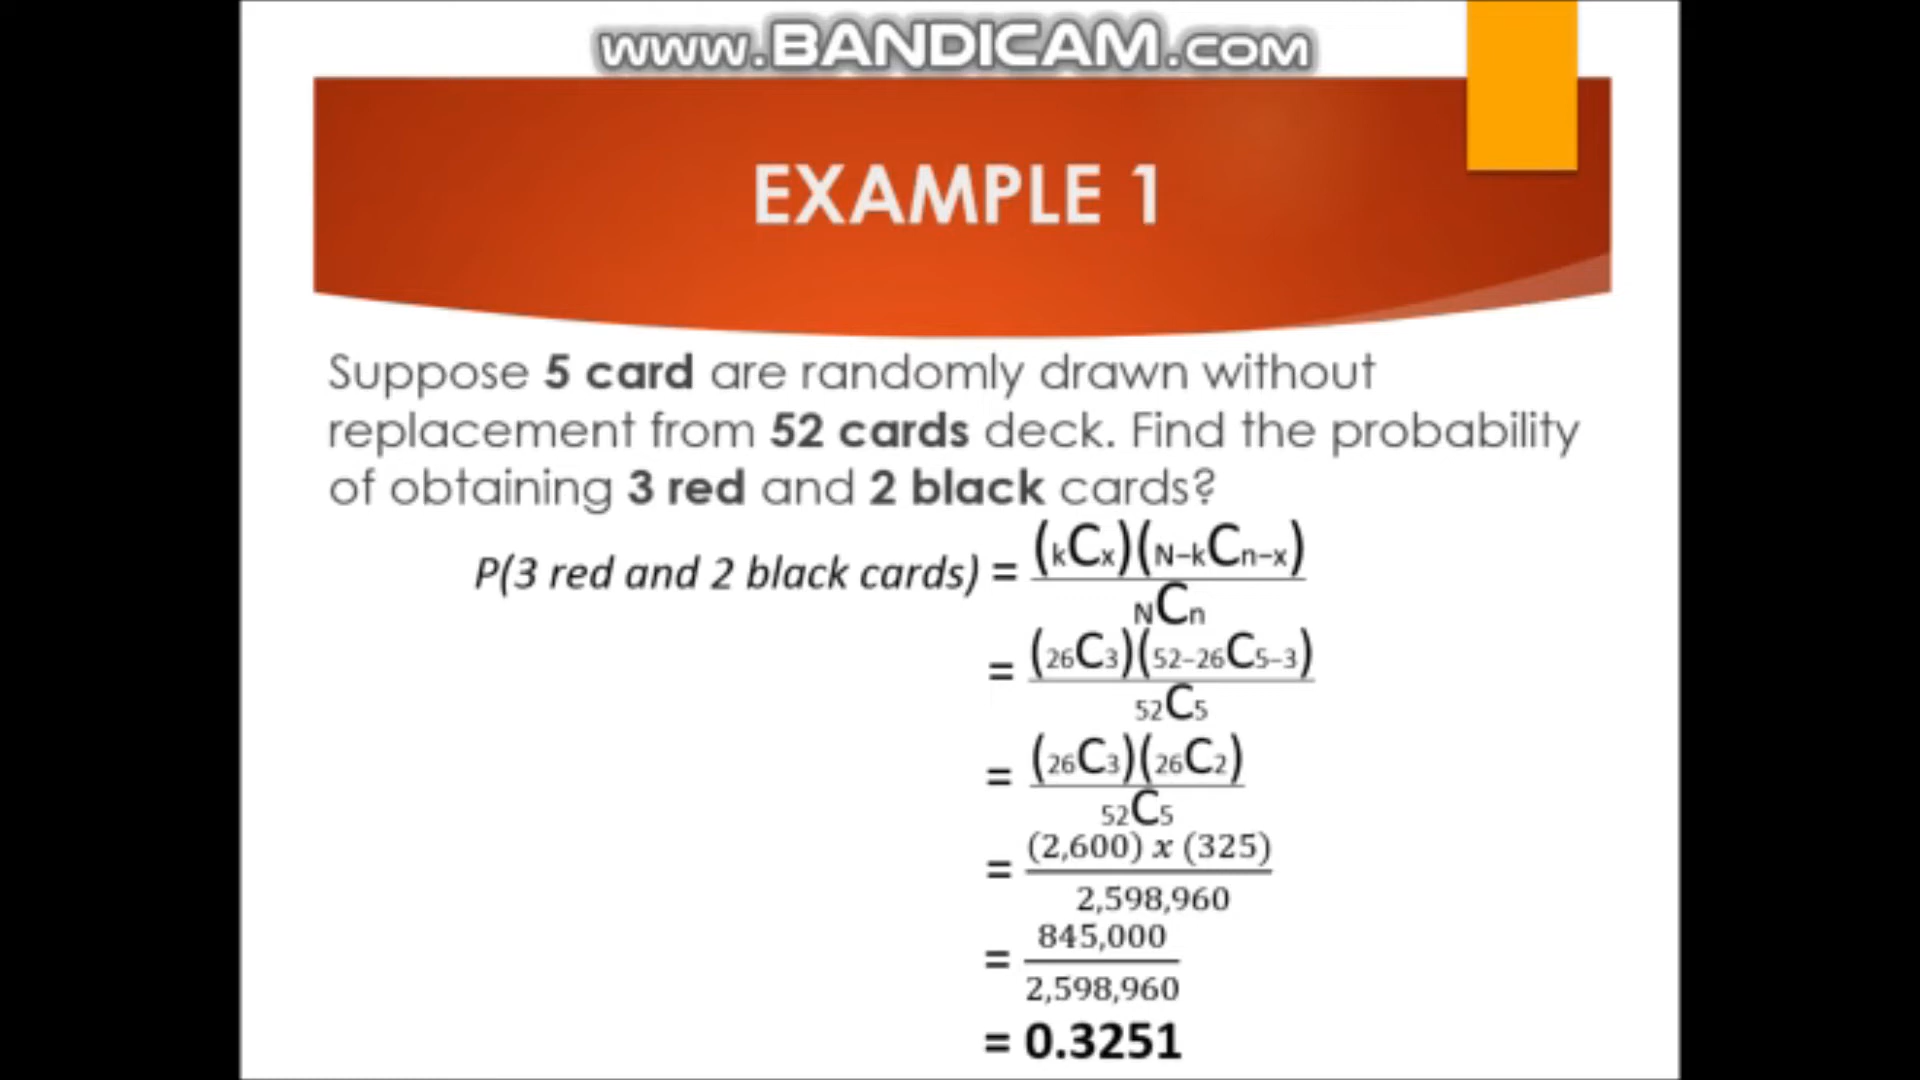 www.BANDICAM.com
EXAMPLE 1
Suppose 5 card are randomly drawn without
replacement from 52 cards deck. Find the probability
of obtaining 3 red and 2 black cards?
P(3 red and 2 black cards) = (kCx)(N−kCn−x)
NCn
= (26C3)(52−26C5−3)
52C5
= (26C3)(26C2)
52C5
= (2,600) x (325)
2,598,960
= 845,000
2,598,960
= 0.3251